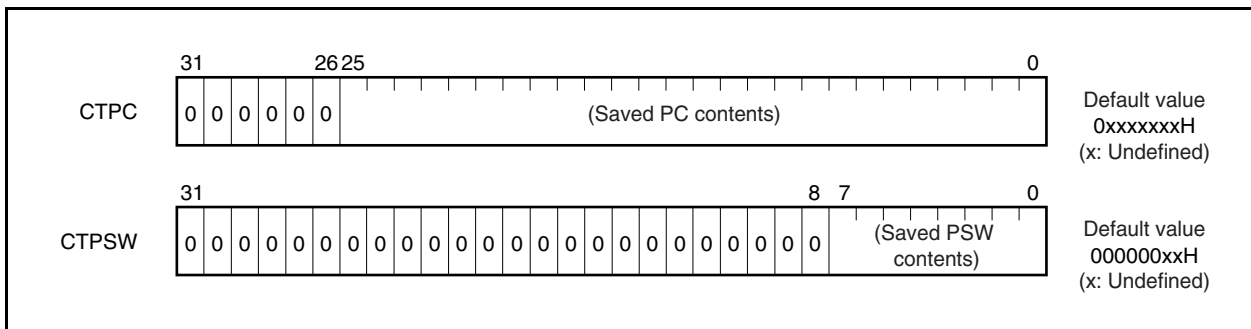 31 26 25 0
CTPC 0 0 0 0 0 0 (Saved PC contents) Default value
0xxxxxxxH
(x: Undefined)
31 8 7 0
CTPSW 0 0 0 0 0 0 0 0 0 0 0 0 0 0 0 0 0 0 0 0 0 0 0 0 (Saved PSW
contents) Default value
000000xxH
(x: Undefined)